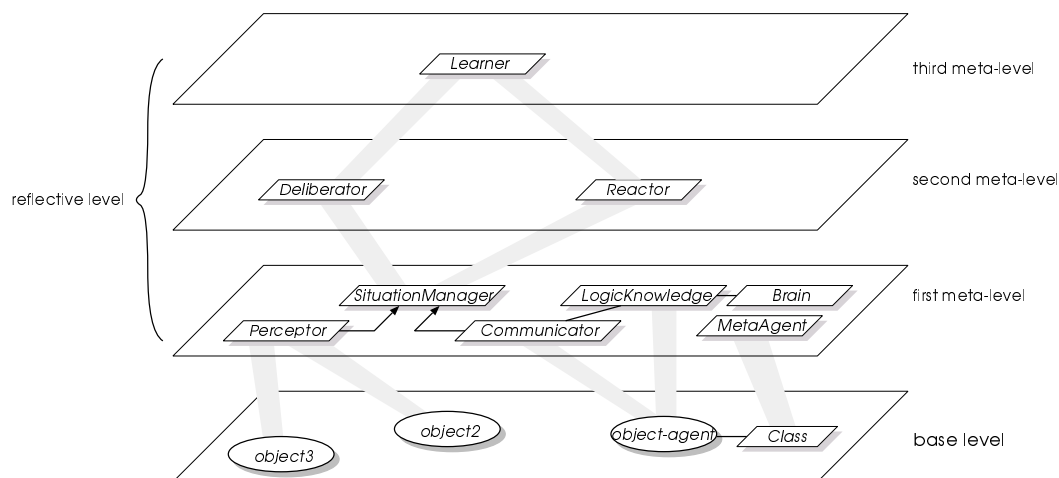 Learner
third meta-level
Deliberator
Reactor
second meta-level
reflective level
SituationManager
LogicKnowledge
Brain
first meta-level
Perceptor
Communicator
MetaAgent
object2
object-agent
Class
base level
object3